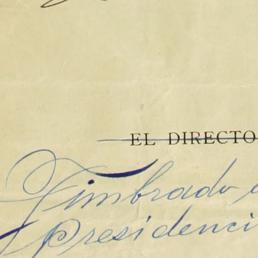 EL DIRECTO
Timbrado
Presidenci